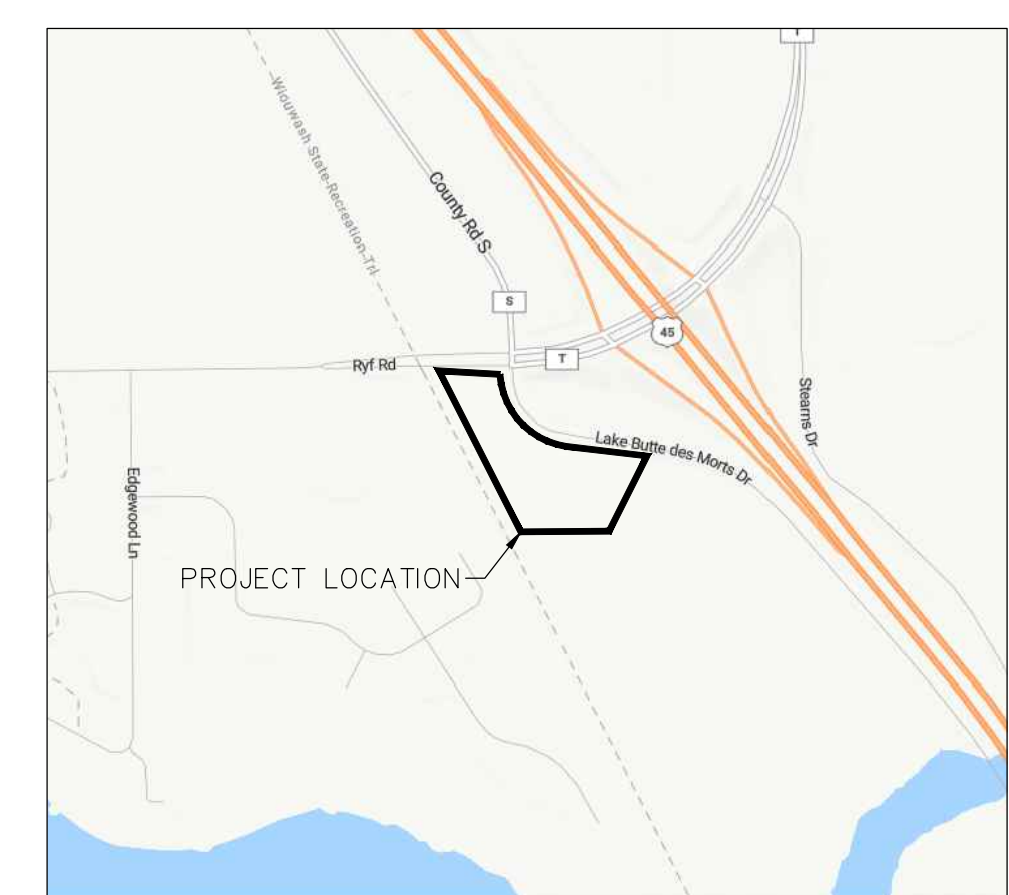 T
Wiouwash State Recreation Trl
County Rd S
S
45
T
Ryf Rd
Stearns Dr
Lake Butte des Morts Dr
Edgewood Ln
PROJECT LOCATION